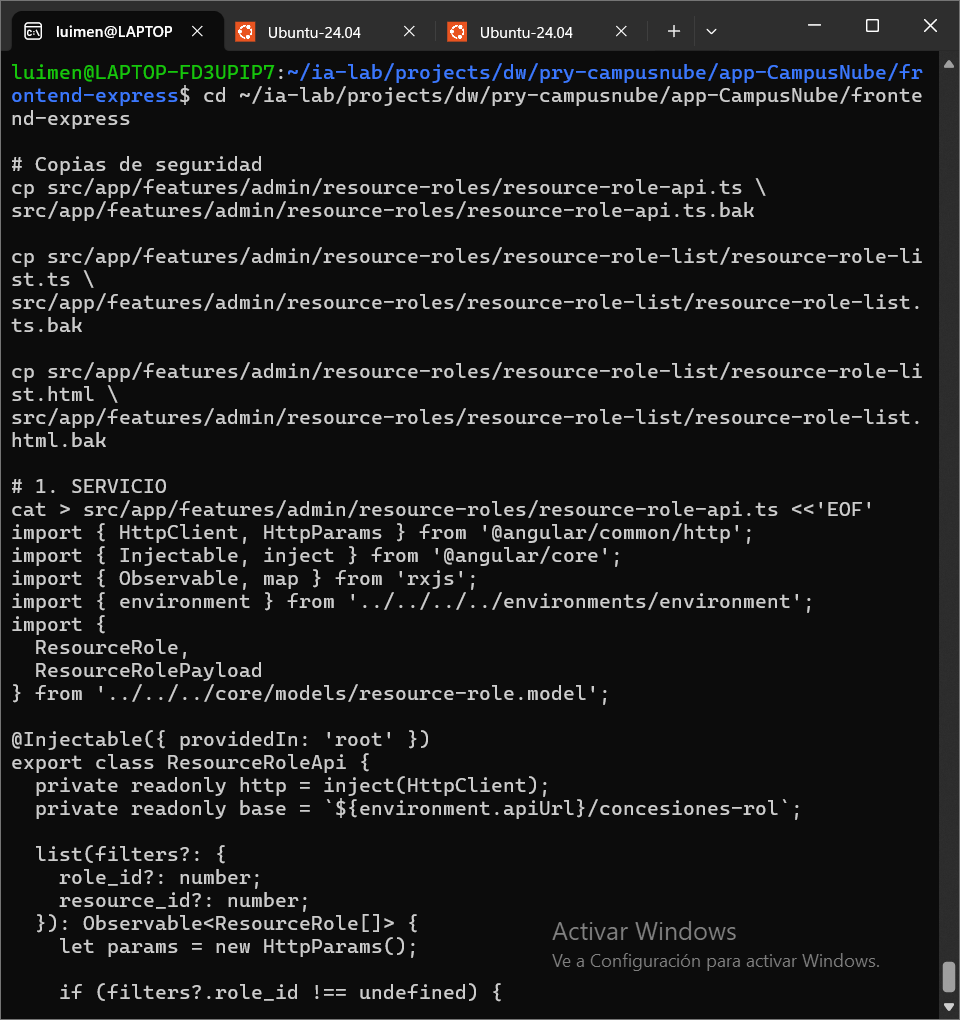 luimen@LAPTOP
Ubuntu-24.04
Ubuntu-24.04
luimen@LAPTOP-FD3UPIP7:~/ia-lab/projects/dw/pry-campusnube/app-CampusNube/fr
ontend-express$ cd ~/ia-lab/projects/dw/pry-campusnube/app-CampusNube/fronte
nd-express

# Copias de seguridad
cp src/app/features/admin/resource-roles/resource-role-api.ts \
src/app/features/admin/resource-roles/resource-role-api.ts.bak

cp src/app/features/admin/resource-roles/resource-role-list/resource-role-li
st.ts \
src/app/features/admin/resource-roles/resource-role-list/resource-role-list.
ts.bak

cp src/app/features/admin/resource-roles/resource-role-list/resource-role-li
st.html \
src/app/features/admin/resource-roles/resource-role-list/resource-role-list.
html.bak

# 1. SERVICIO
cat > src/app/features/admin/resource-roles/resource-role-api.ts <<'EOF'
import { HttpClient, HttpParams } from '@angular/common/http';
import { Injectable, inject } from '@angular/core';
import { Observable, map } from 'rxjs';
import { environment } from '../../../../environments/environment';
import {
  ResourceRole,
  ResourceRolePayload
} from '../../../core/models/resource-role.model';

@Injectable({ providedIn: 'root' })
export class ResourceRoleApi {
  private readonly http = inject(HttpClient);
  private readonly base = `${environment.apiUrl}/concesiones-rol`;

  list(filters?: {
    role_id?: number;
    resource_id?: number;
  }): Observable<ResourceRole[]> {
    let params = new HttpParams();

    if (filters?.role_id !== undefined) {
Activar Windows
Ve a Configuración para activar Windows.